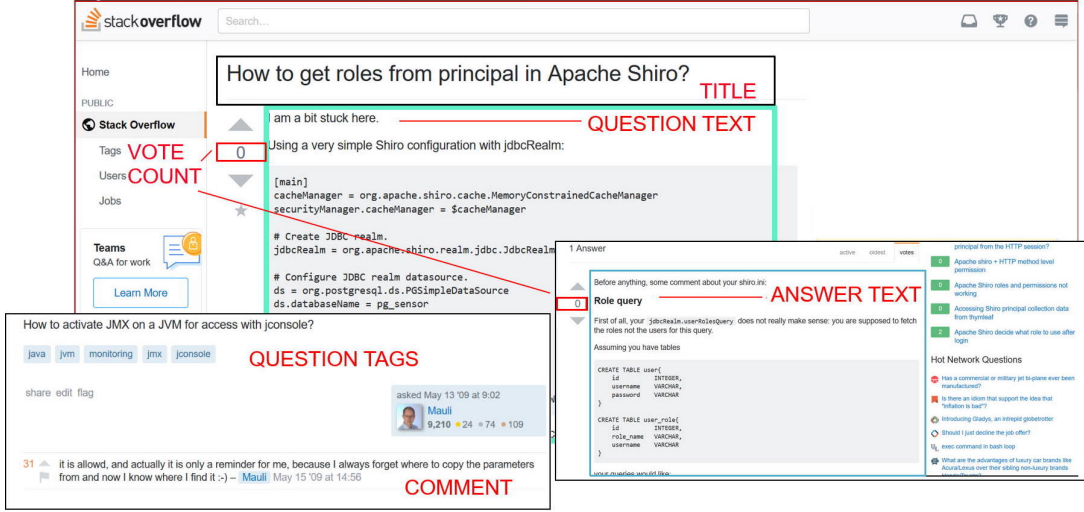 stackoverflow
Search...
Home
PUBLIC
Stack Overflow
Tags
Users
Jobs
Teams
Q&A for work
Learn More
How to get roles from principal in Apache Shiro?
TITLE
I am a bit stuck here.
QUESTION TEXT
VOTE
COUNT
0
Using a very simple Shiro configuration with jdbcRealm:
[main]
cacheManager = org.apache.shiro.cache.MemoryConstrainedCacheManager
securityManager.cacheManager = $cacheManager
# Create JDBC realm.
jdbcRealm = org.apache.shiro.realm.jdbc.JdbcRealm
# Configure JDBC realm datasource.
ds = org.postgresql.ds.PGSimpleDataSource
ds.databaseName = pg_sensor
1 Answer
active oldest votes
0
Before anything, some comment about your shiro.ini:
Role query
ANSWER TEXT
First of all, your jdbcRealm.userRolesQuery does not really make sense: you are supposed to fetch
the roles not the users for this query.
Assuming you have tables
CREATE TABLE user{
id INTEGER,
username VARCHAR,
password VARCHAR
}
CREATE TABLE user_role{
id INTEGER,
role_name VARCHAR,
username VARCHAR
}
your queries would like:
principal from the HTTP session?
0 Apache shiro + HTTP method level
permission
0 Apache Shiro roles and permissions not
working
0 Accessing Shiro principal collection data
from thymleaf
2 Apache Shiro decide what role to use after
login
Hot Network Questions
Has a commercial or military jet bi-plane ever been
manufactured?
Is there an idiom that support the idea that
"inflation is bad"?
Introducing Gladys, an intrepid globetrotter
Should I just decline the job offer?
exec command in bash loop
What are the advantages of luxury car brands like
Acura/Lexus over their sibling non-luxury brands
How to activate JMX on a JVM for access with jconsole?
java jvm monitoring jmx jconsole
QUESTION TAGS
share edit flag
asked May 13 '09 at 9:02
Mauli
9,210 24 74 109
31 it is allowd, and actually it is only a reminder for me, because I always forget where to copy the parameters
from and now I know where I find it :-) – Mauli May 15 '09 at 14:56
COMMENT